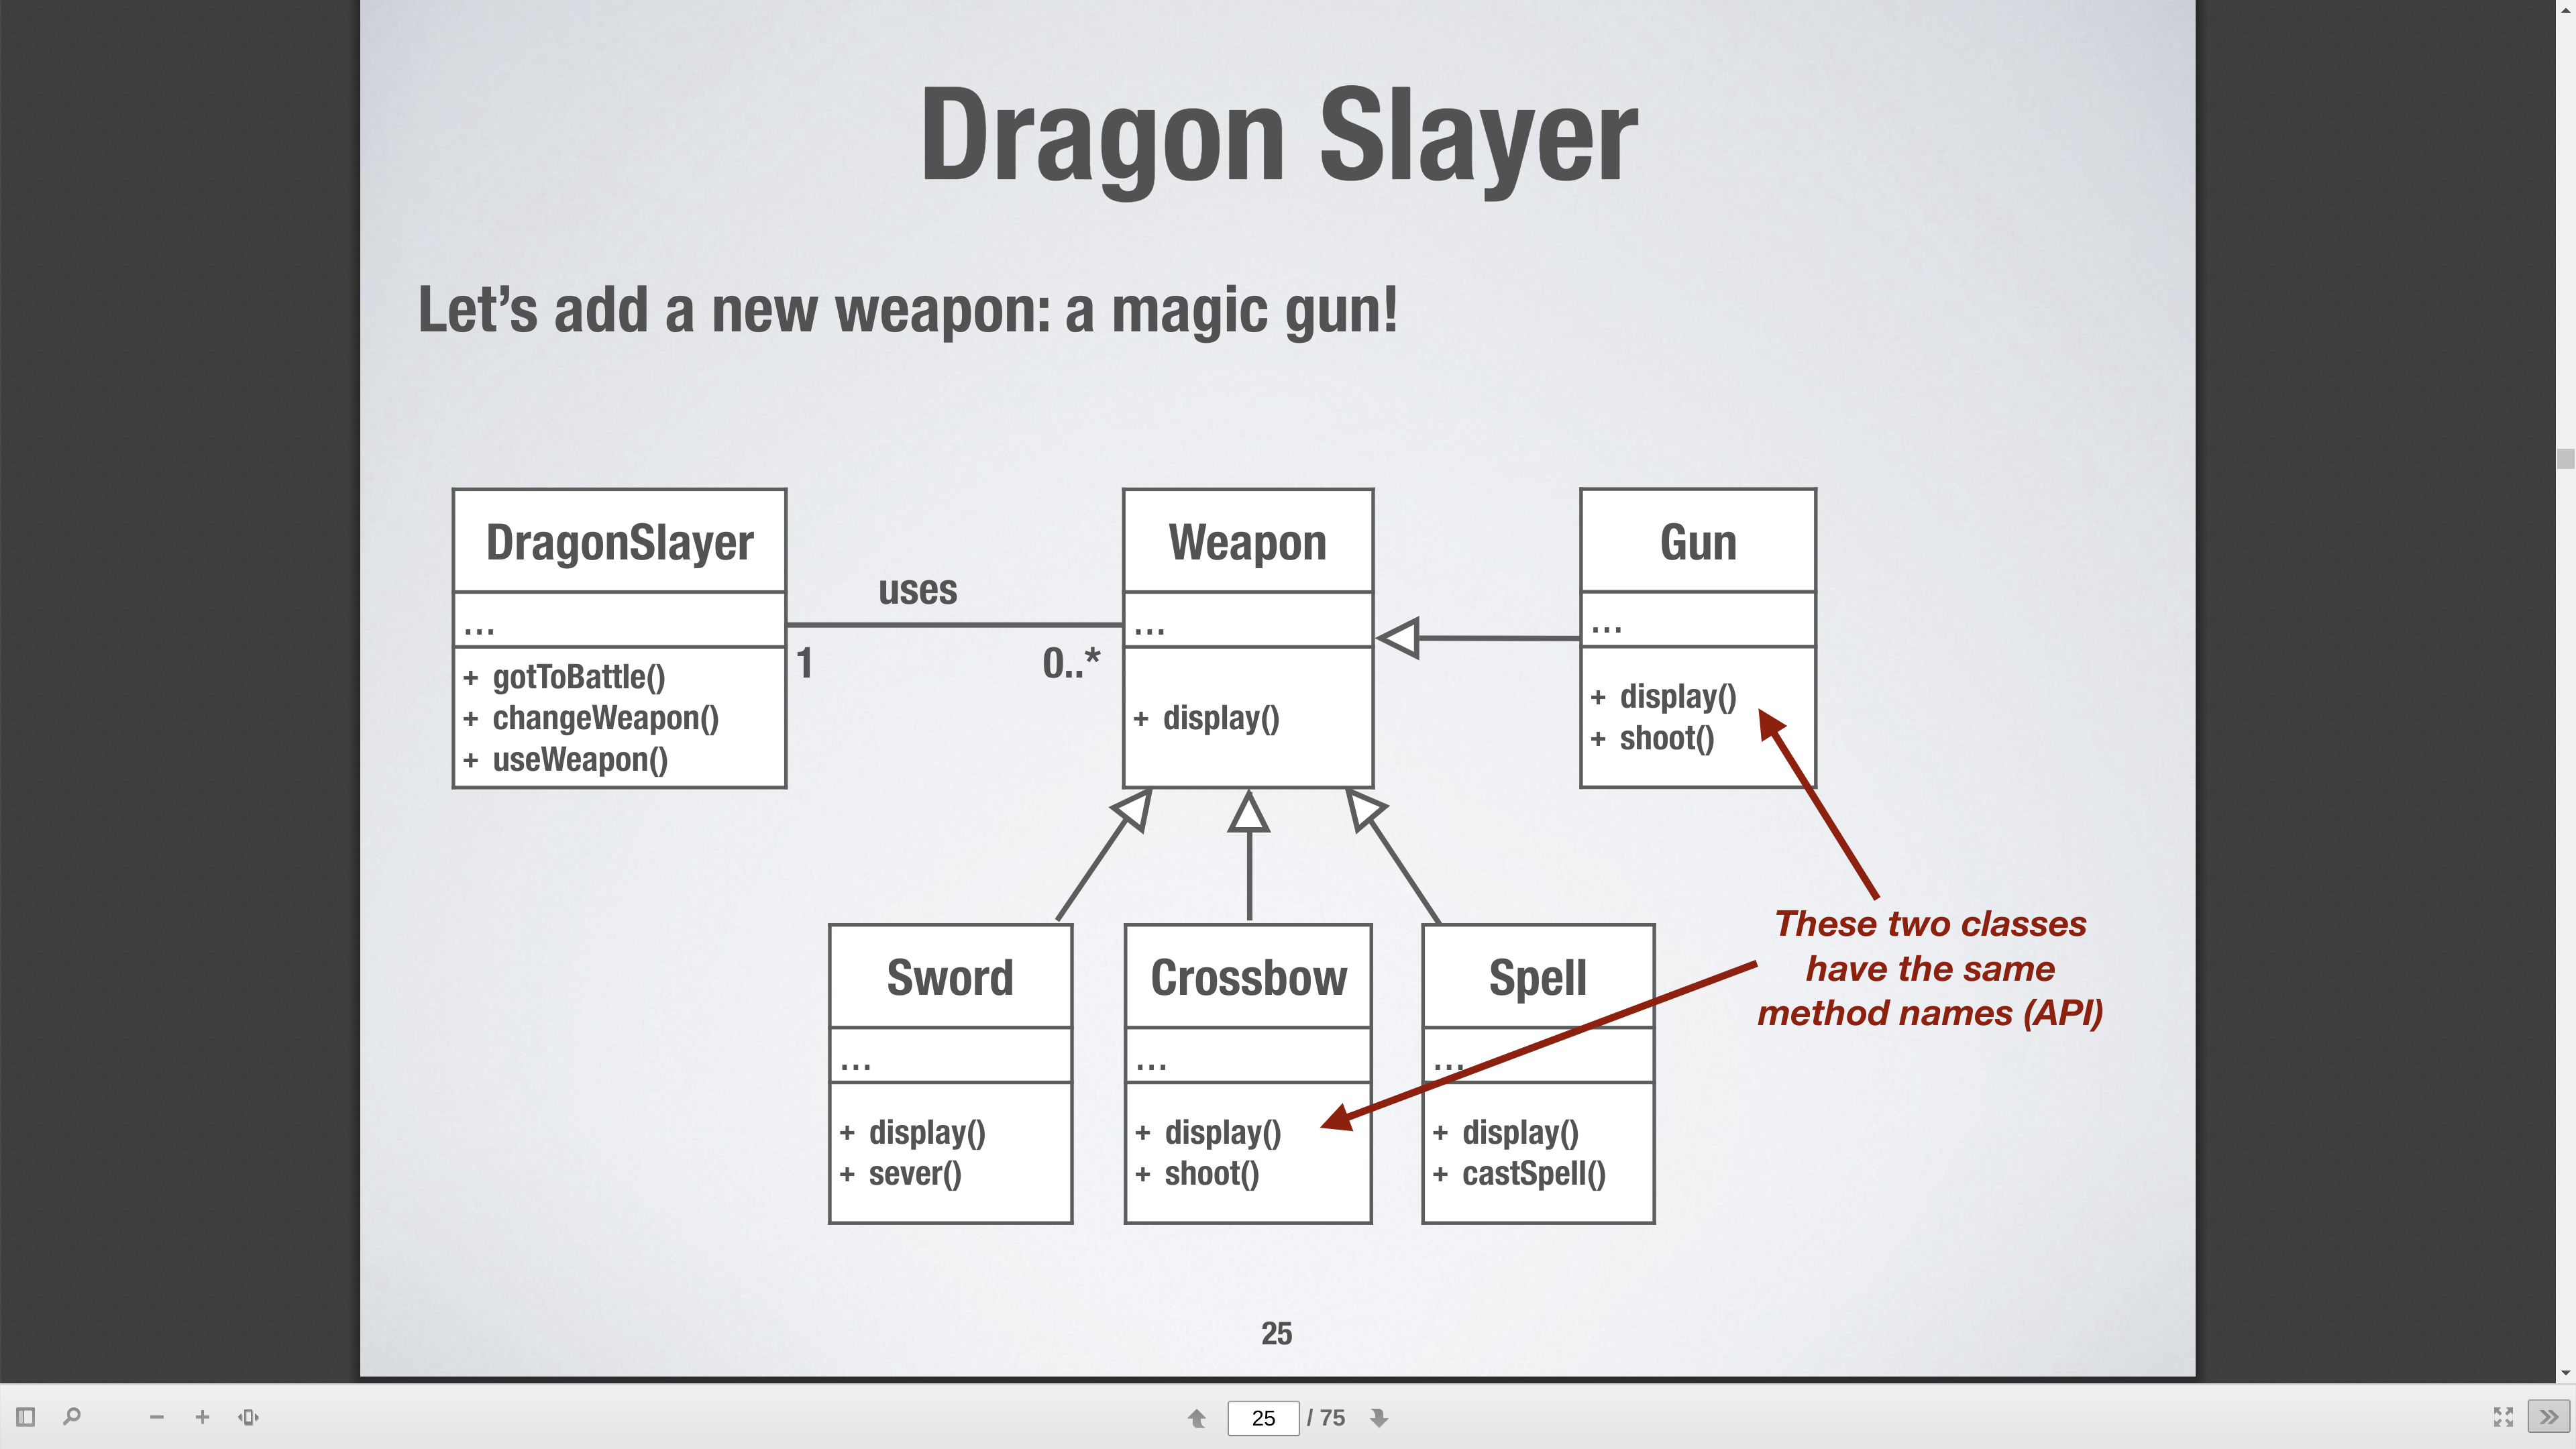 Dragon Slayer
Let’s add a new weapon: a magic gun!
DragonSlayer
...
+ gotToBattle()
+ changeWeapon()
+ useWeapon()
uses
1
0..*
Weapon
...
+ display()
Gun
...
+ display()
+ shoot()
Sword
...
+ display()
+ sever()
Crossbow
...
+ display()
+ shoot()
Spell
...
+ display()
+ castSpell()
These two classes
have the same
method names (API)
25
25 / 75